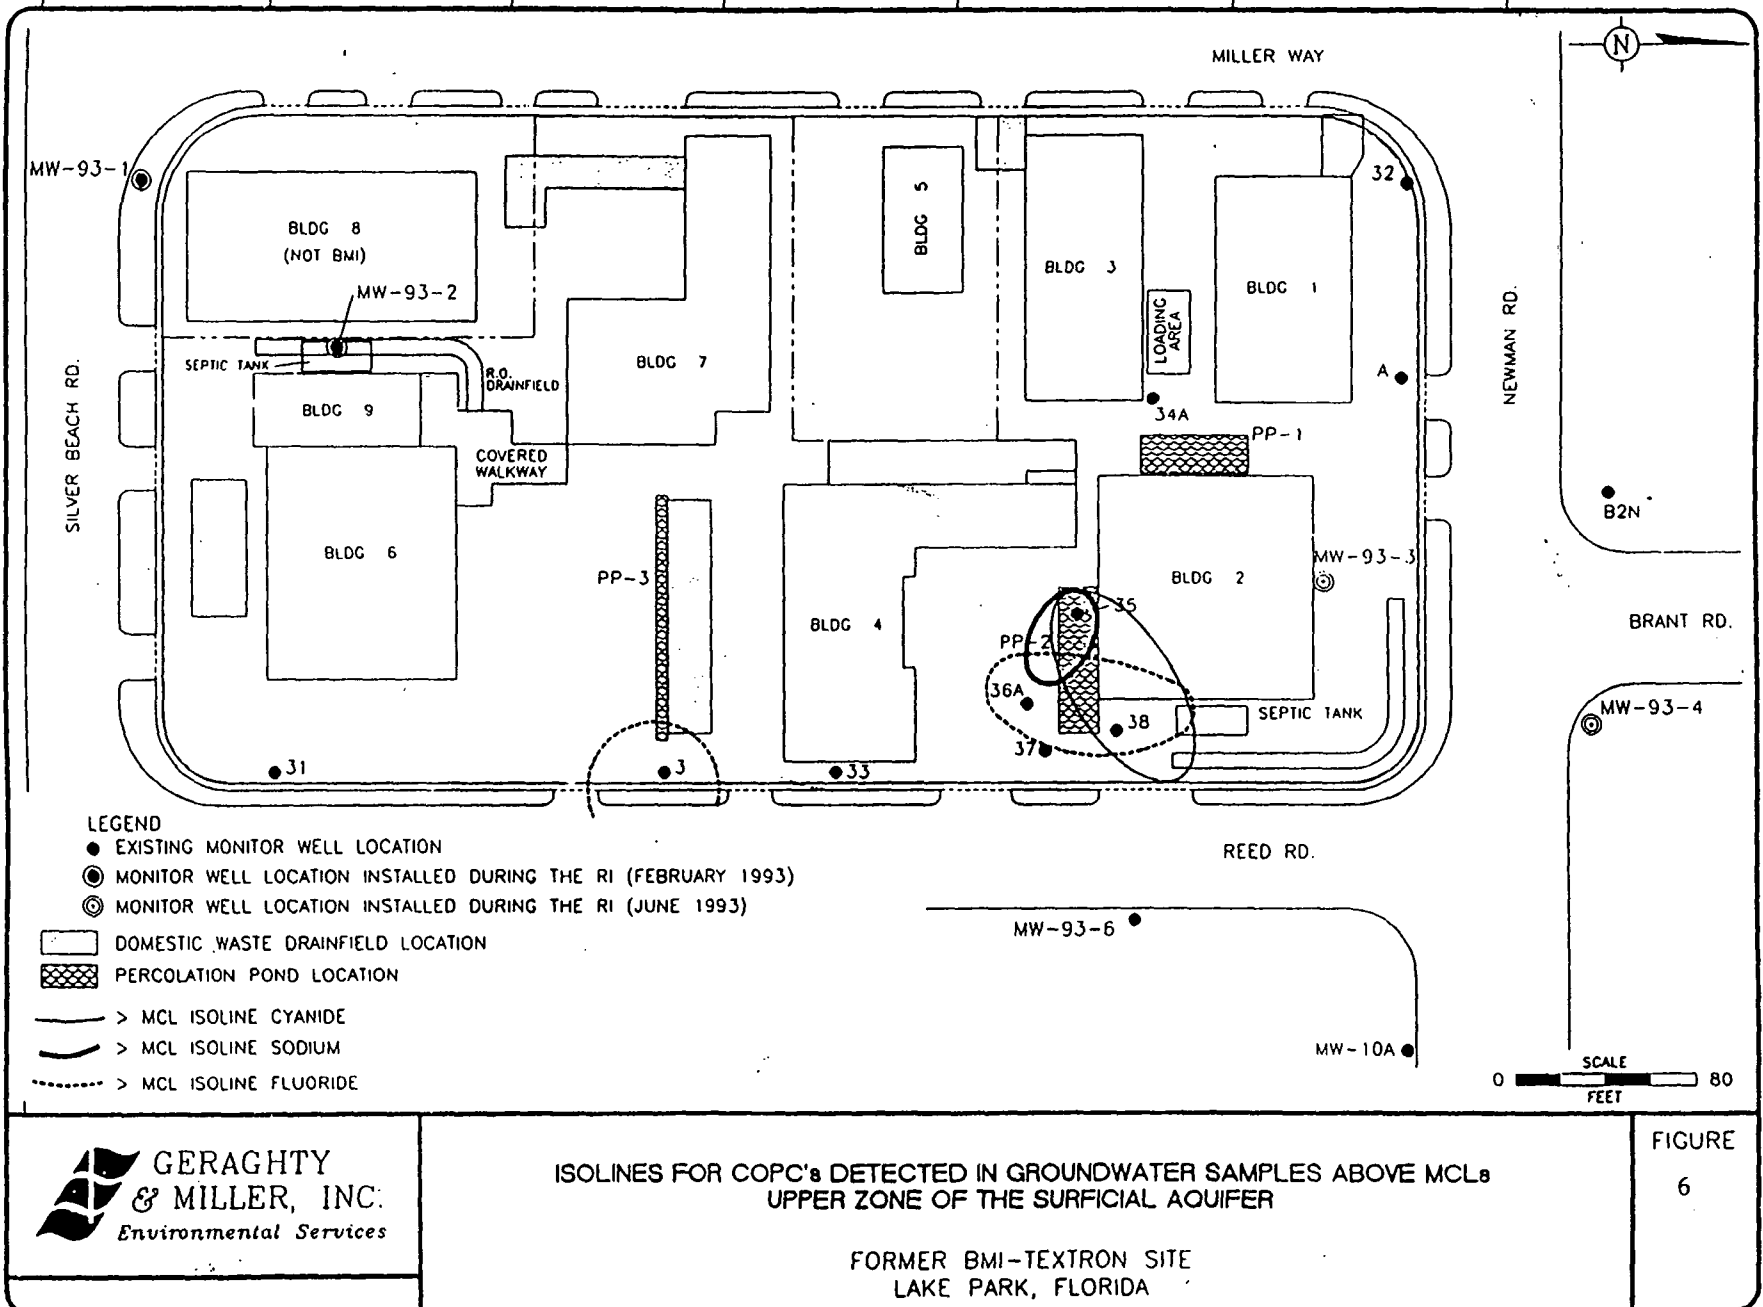 MILLER WAY
N
MW-93-1
32
BLDG 8
(NOT BMI)
BLDG 5
BLDG 3
BLDG 1
MW-93-2
LOADING
AREA
NEWMAN RD.
SEPTIC TANK
R.O.
DRAINFIELD
BLDG 7
A
SILVER BEACH RD.
BLDG 9
34A
PP-1
COVERED
WALKWAY
B2N
BLDG 6
PP-3
MW-93-3
BLDG 2
35
BLDG 4
PP-2
BRANT RD.
36A
SEPTIC TANK
MW-93-4
38
37
31
3
33
LEGEND
EXISTING MONITOR WELL LOCATION
MONITOR WELL LOCATION INSTALLED DURING THE RI (FEBRUARY 1993)
MONITOR WELL LOCATION INSTALLED DURING THE RI (JUNE 1993)
DOMESTIC WASTE DRAINFIELD LOCATION
PERCOLATION POND LOCATION
> MCL ISOLINE CYANIDE
> MCL ISOLINE SODIUM
> MCL ISOLINE FLUORIDE
REED RD.
MW-93-6
MW-10A
SCALE
0 80
FEET
GERAGHTY
& MILLER, INC.
Environmental Services
ISOLINES FOR COPC's DETECTED IN GROUNDWATER SAMPLES ABOVE MCLs
UPPER ZONE OF THE SURFICIAL AQUIFER
FORMER BMI-TEXTRON SITE
LAKE PARK, FLORIDA
FIGURE
6